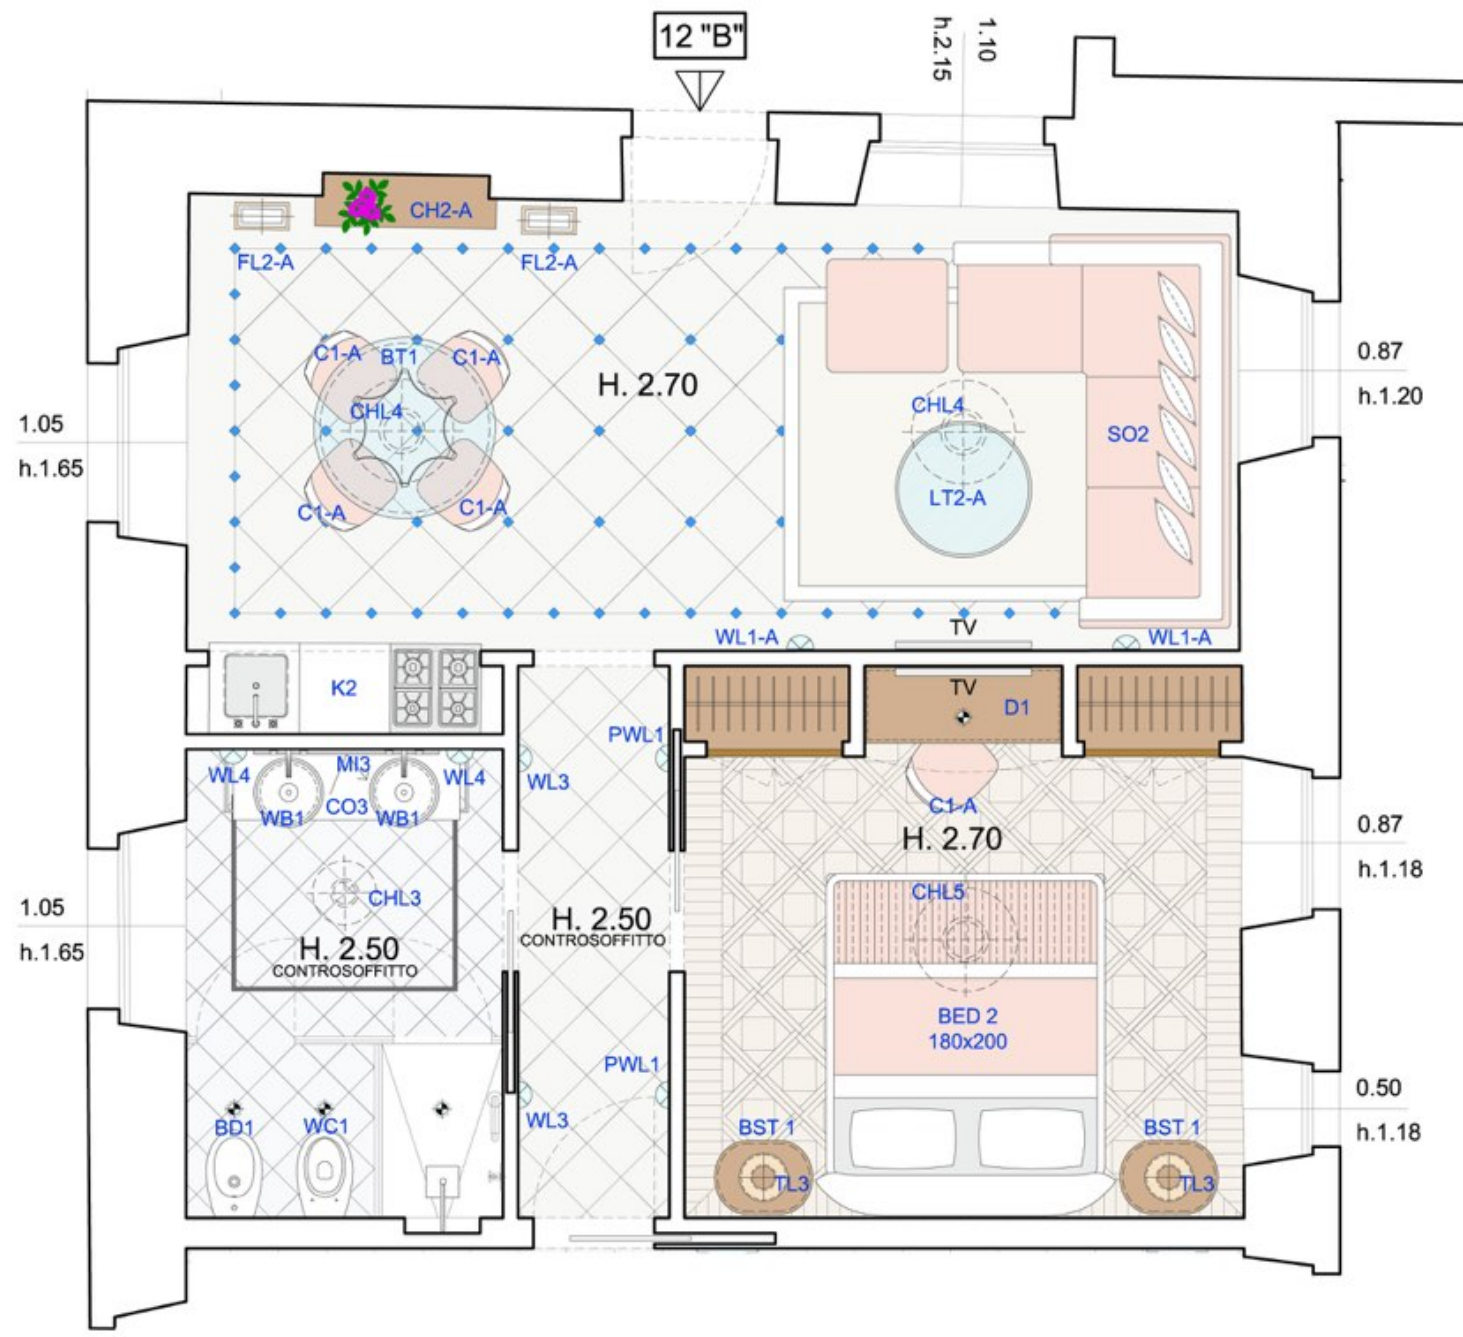 12 "B"
1.10
h.2.15
CH2-A
FL2-A
FL2-A
C1-A
BT1
C1-A
H. 2.70
0.87
h.1.20
CHL4
CHL4
1.05
h.1.65
SO2
LT2-A
C1-A
C1-A
WL1-A
TV
WL1-A
K2
TV
D1
PWL1
MI3
WL4
WL4
WL3
CO3
WB1
WB1
C1-A
0.87
h.1.18
H. 2.70
CHL3
CHL5
1.05
h.1.65
H. 2.50
CONTROSOFFITTO
H. 2.50
CONTROSOFFITTO
BED 2
180x200
PWL1
0.50
h.1.18
WL3
BD1
WC1
BST 1
BST 1
TL3
TL3